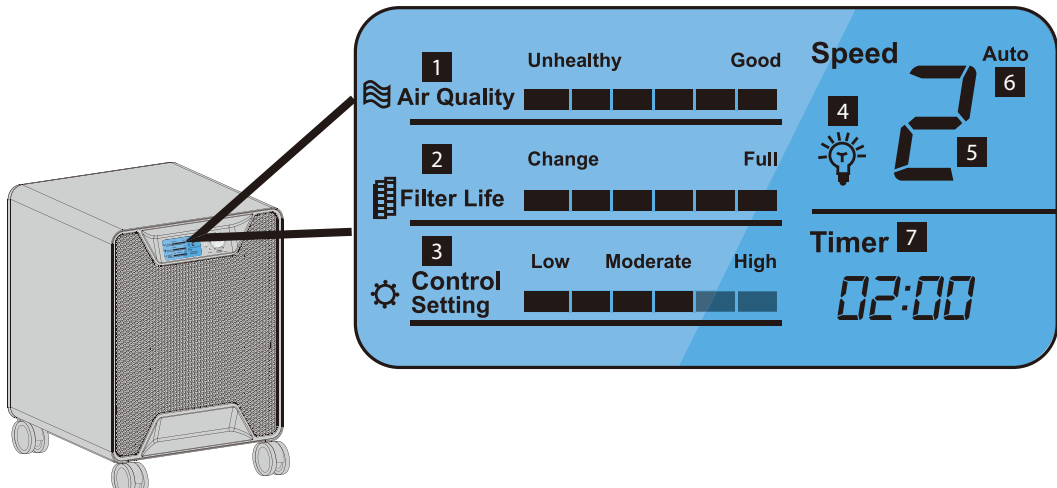 1
Unhealthy Good
Air Quality
2
Change Full
Filter Life
3
Low Moderate High
Control
Setting
Speed
Auto
6
4
2
5
Timer 7
02:00